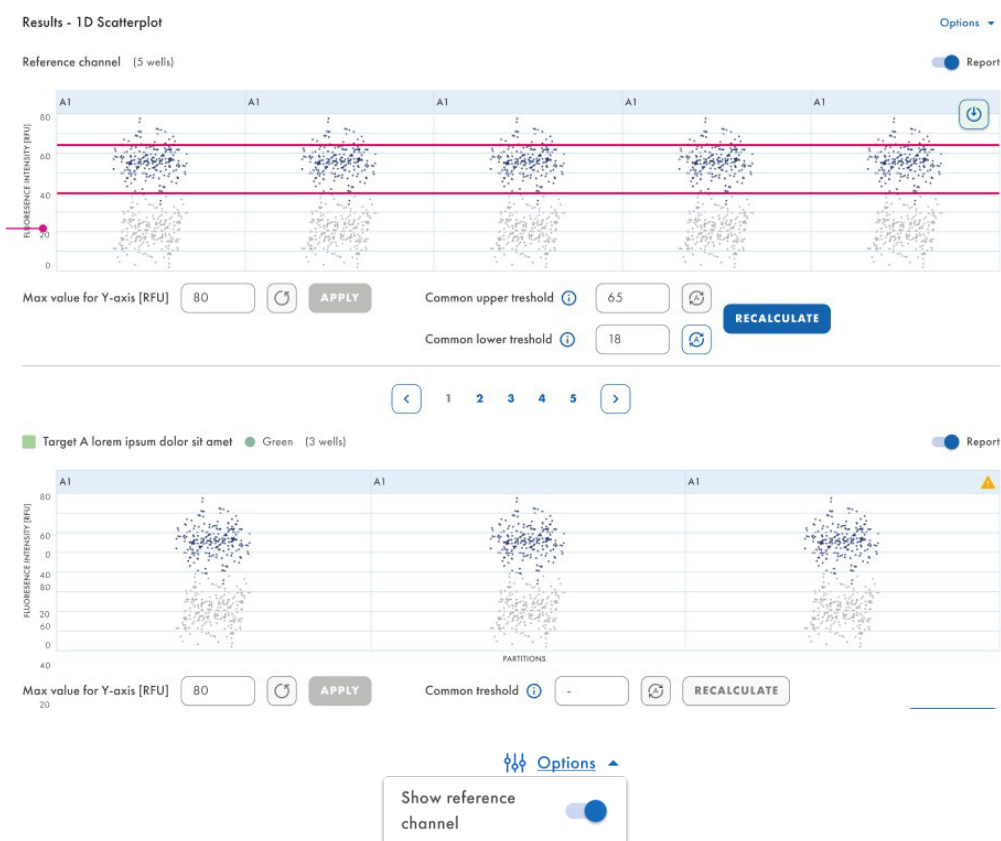 Results - 1D Scatterplot Options
Reference channel (5 wells) Report
A1 A1 A1 A1 A1
FLUORESENCE INTENSITY [RFU]
80
60
40
20
0
Max value for Y-axis [RFU] 80 APPLY Common upper treshold i 65 A
RECALCULATE
Common lower treshold i 18 A
1 2 3 4 5
Target A lorem ipsum dolor sit amet Green (3 wells) Report
A1 A1 A1
FLUORESENCE INTENSITY [RFU]
80
60
0
40
80
20
60
0
40
PARTITIONS
Max value for Y-axis [RFU] 80 APPLY Common treshold i - A RECALCULATE
20
Options
Show reference
channel